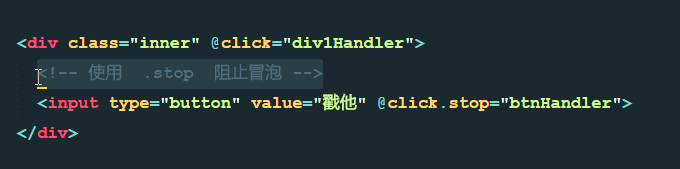 <div class="inner" @click="div1Handler">
<!-- 使用  .stop  阻止冒泡 -->
<input type="button" value="戳他" @click.stop="btnHandler">
</div>